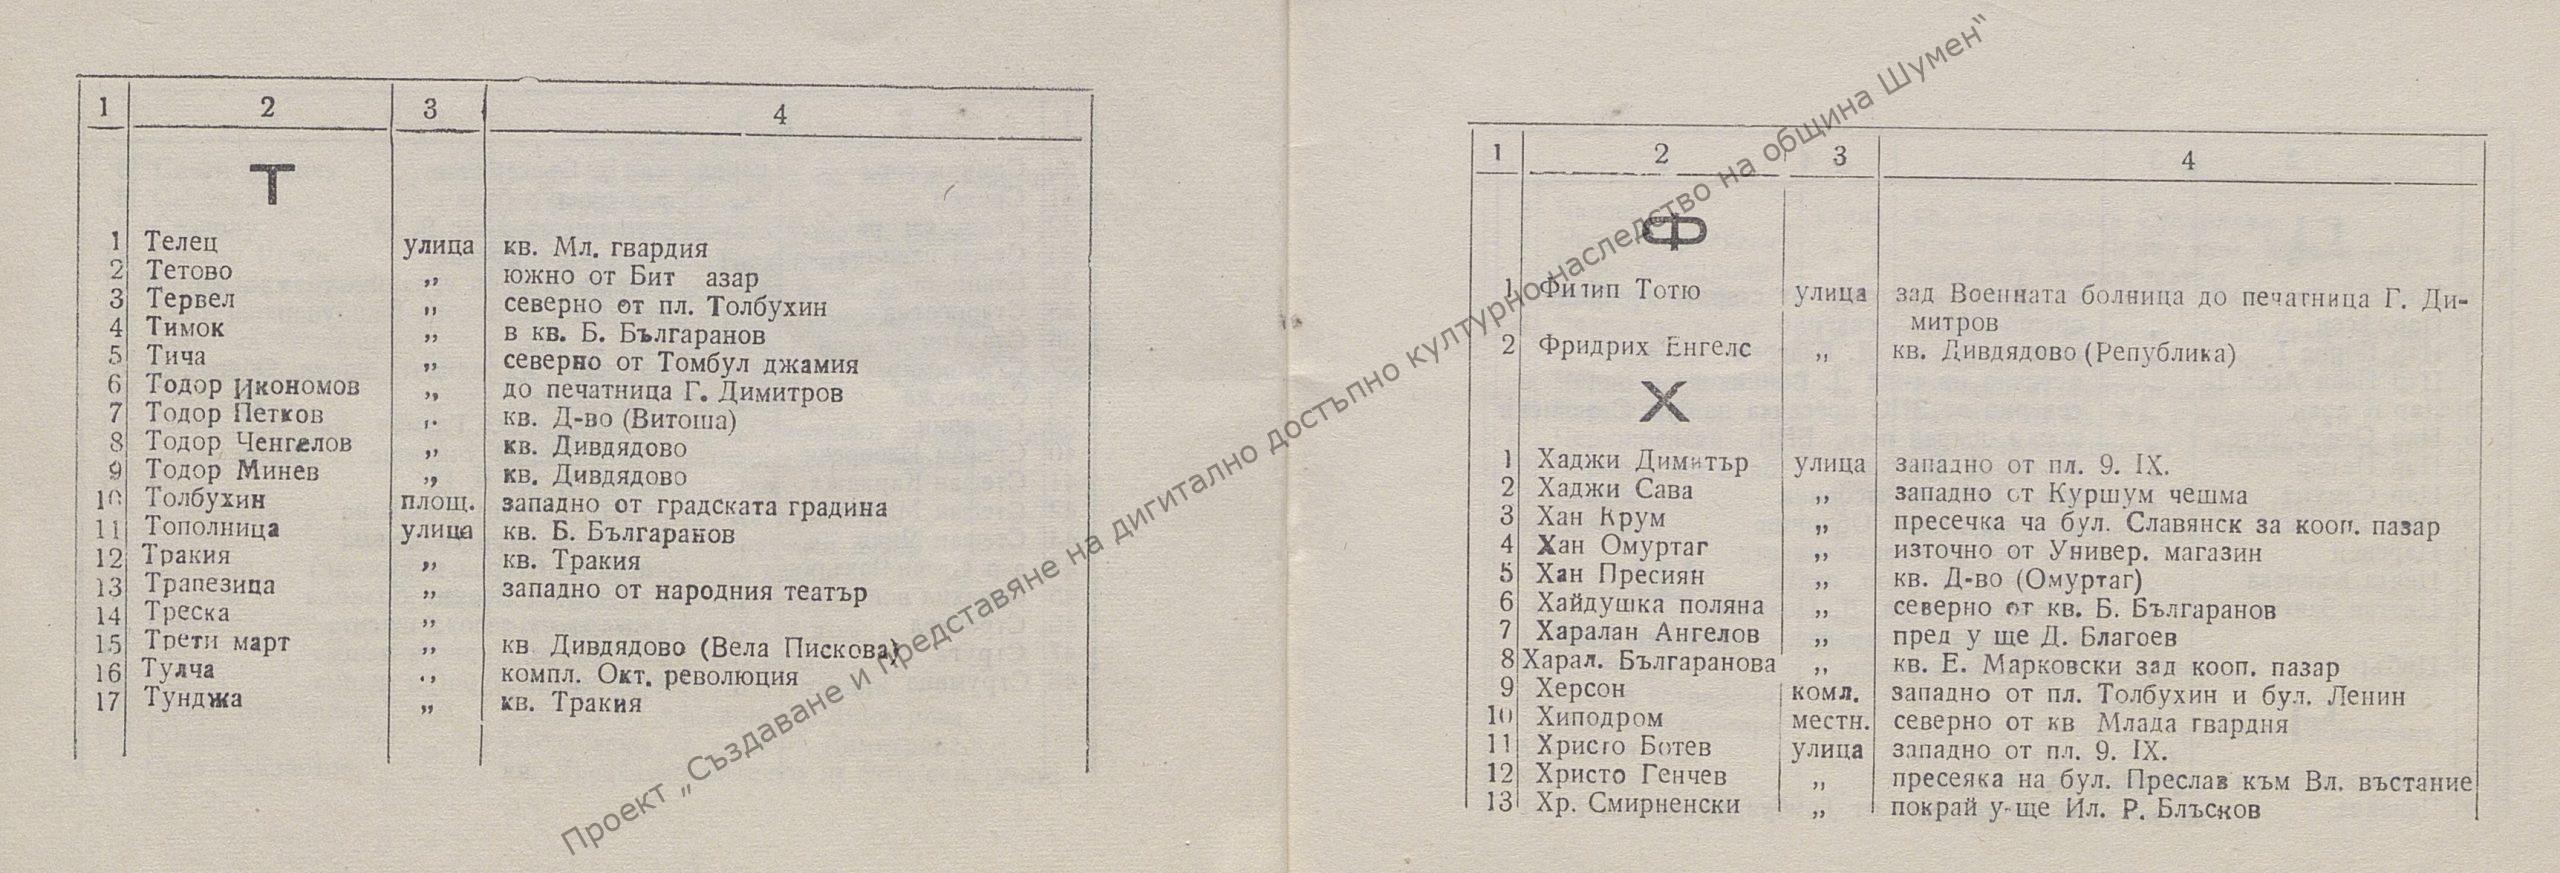 1 2 3 4
Т
1 Телец улица кв. Мл. гвардия
2 Тетово „ южно от Бит азар
3 Тервел „ северно от пл. Толбухин
4 Тимок „ в кв. Б. Българанов
5 Тича „ северно от Томбул джамия
6 Тодор Икономов „ до печатница Г. Димитров
7 Тодор Петков „ кв. Д-во (Витоша)
8 Тодор Ченгелов „ кв. Дивдядово
9 Тодор Минев „ кв. Дивдядово
10 Толбухин площ. западно от градската градина
11 Тополница улица кв. Б. Българанов
12 Тракия „ кв. Тракия
13 Трапезица „ западно от народния театър
14 Треска „
15 Трети март „ кв Дивдядово (Вела Пискова)
16 Тулча „ компл. Окт. революция
17 Тунджа „ кв. Тракия
1 2 3 4
Ф
1 Филип Тотю улица зад Военната болница до печатница Г. Ди-
митров
2 Фридрих Енгелс „ кв. Дивдядово (Република)
Х
1 Хаджи Димитър улица западно от пл. 9. IX.
2 Хаджи Сава „ западно от Куршум чешма
3 Хан Крум „ пресечка ча бул. Славянск за кооп. пазар
4 Хан Омуртаг „ източно от Универ. магазин
5 Хан Пресиян „ кв. Д-во (Омуртаг)
6 Хайдушка поляна „ северно от кв. Б. Българанов
7 Харалан Ангелов „ пред у ще Д. Благоев
8 Харал. Българанова „ кв. Е. Марковски зад кооп. пазар
9 Херсон комл. западно от пл. Толбухин и бул. Ленин
10 Хиподром местн. северно от кв Млада гвардня
11 Христо Ботев улица западно от пл. 9. IX.
12 Христо Генчев „ пресеяка на бул. Преслав към Вл. въстание
13 Хр. Смирненски „ покрай у-ще Ил. Р. Блъсков
Проект „Създаване и представяне на дигитално достъпно културно наследство на община Шумен“